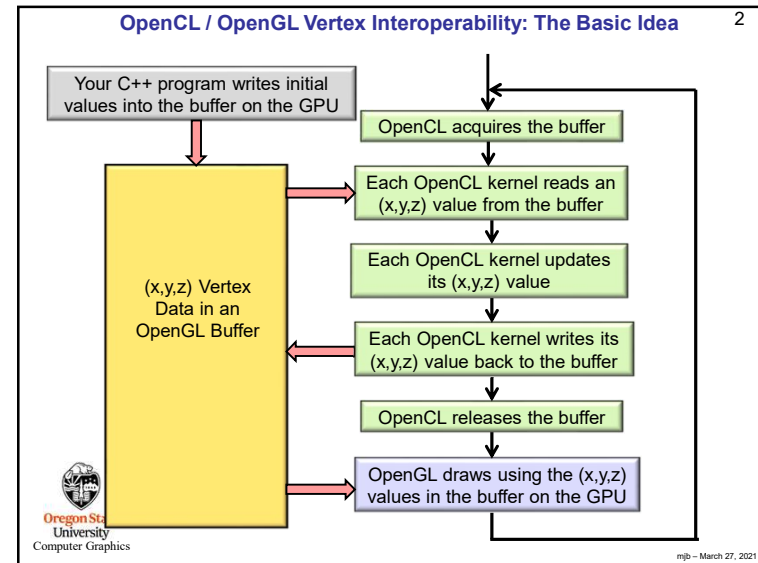 OpenCL / OpenGL Vertex Interoperability: The Basic Idea
2
Your C++ program writes initial
values into the buffer on the GPU
OpenCL acquires the buffer
Each OpenCL kernel reads an
(x,y,z) value from the buffer
Each OpenCL kernel updates
its (x,y,z) value
(x,y,z) Vertex
Data in an
OpenGL Buffer
Each OpenCL kernel writes its
(x,y,z) value back to the buffer
OpenCL releases the buffer
OpenGL draws using the (x,y,z)
values in the buffer on the GPU
Oregon Sta
University
Computer Graphics
mjb – March 27, 2021